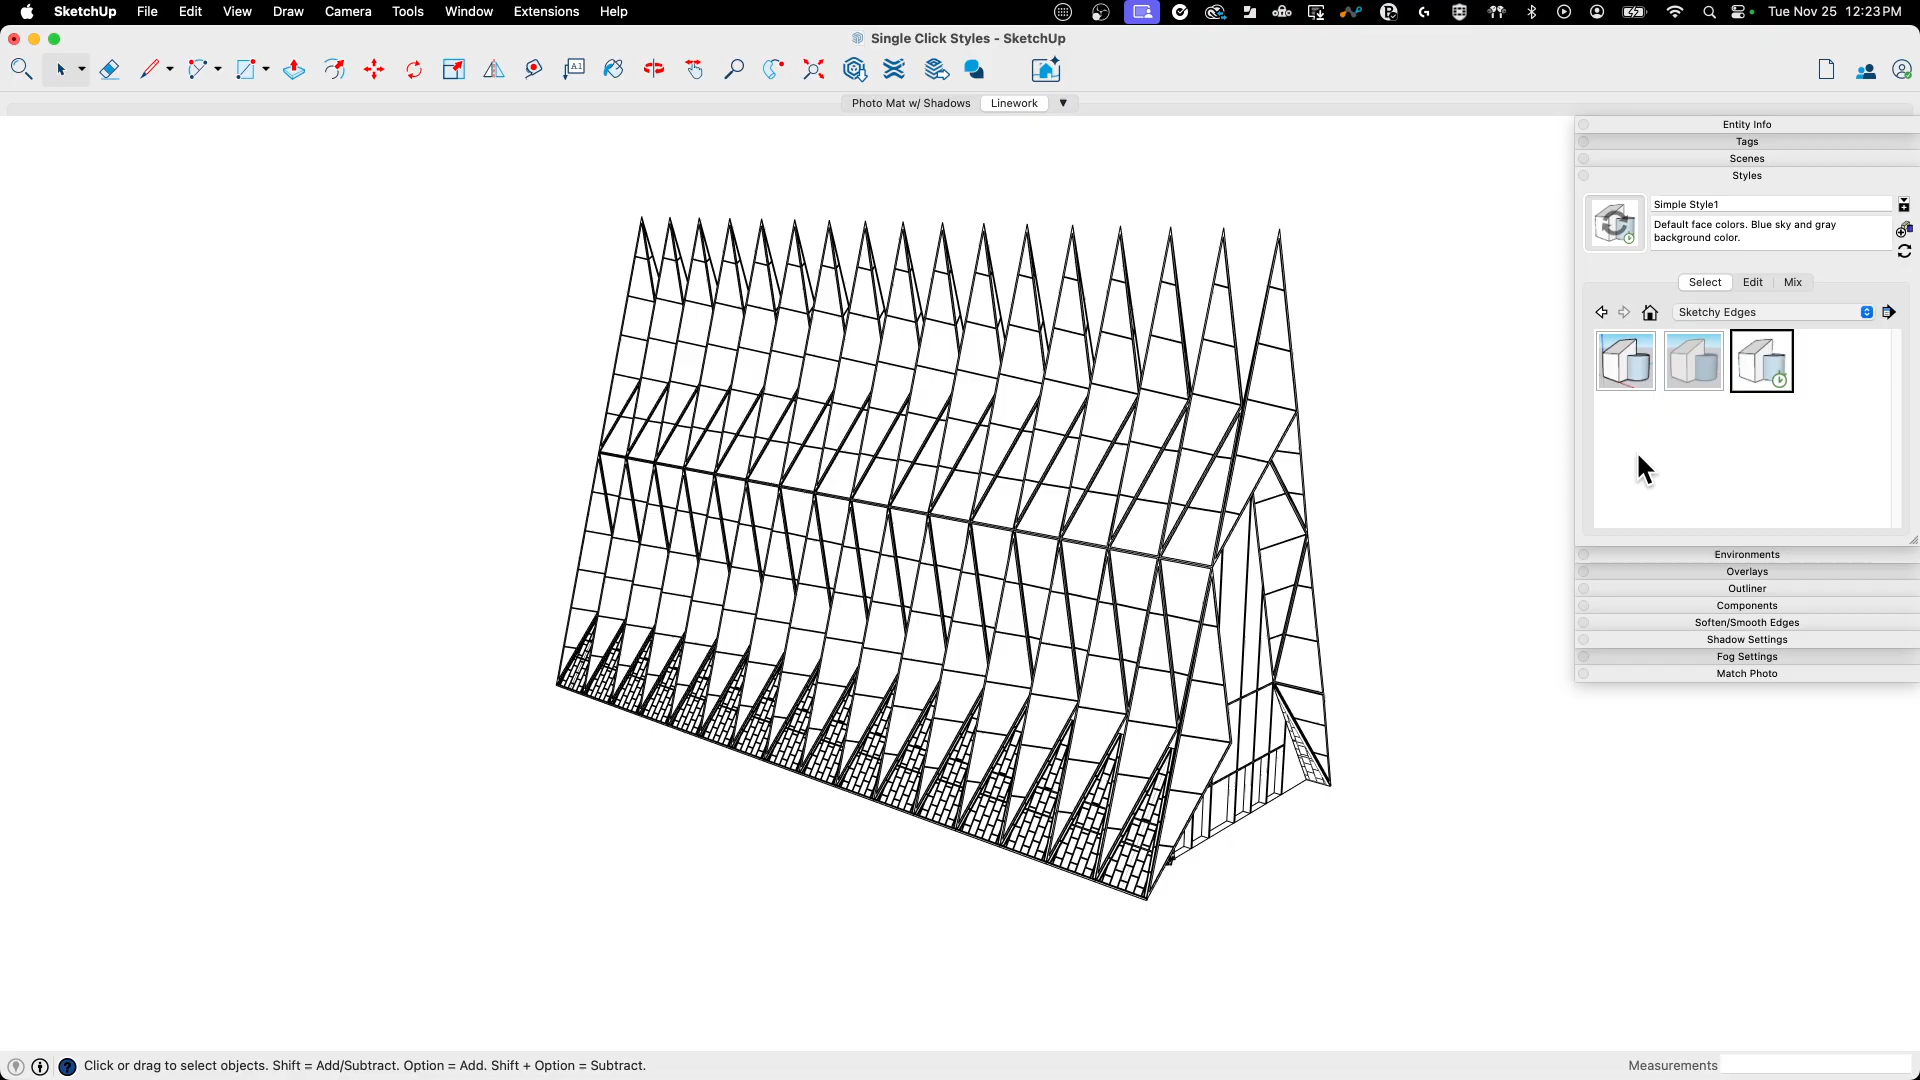 SketchUp File Edit View Draw Camera Tools Window Extensions Help
Tue Nov 25 12:23 PM
Single Click Styles - SketchUp
A1
Photo Mat w/ Shadows Linework
Entity Info
Tags
Scenes
Styles
Simple Style1
Default face colors. Blue sky and gray
background color.
Select Edit Mix
Sketchy Edges
Environments
Overlays
Outliner
Components
Soften/Smooth Edges
Shadow Settings
Fog Settings
Match Photo
Click or drag to select objects. Shift = Add/Subtract. Option = Add. Shift + Option = Subtract.
Measurements